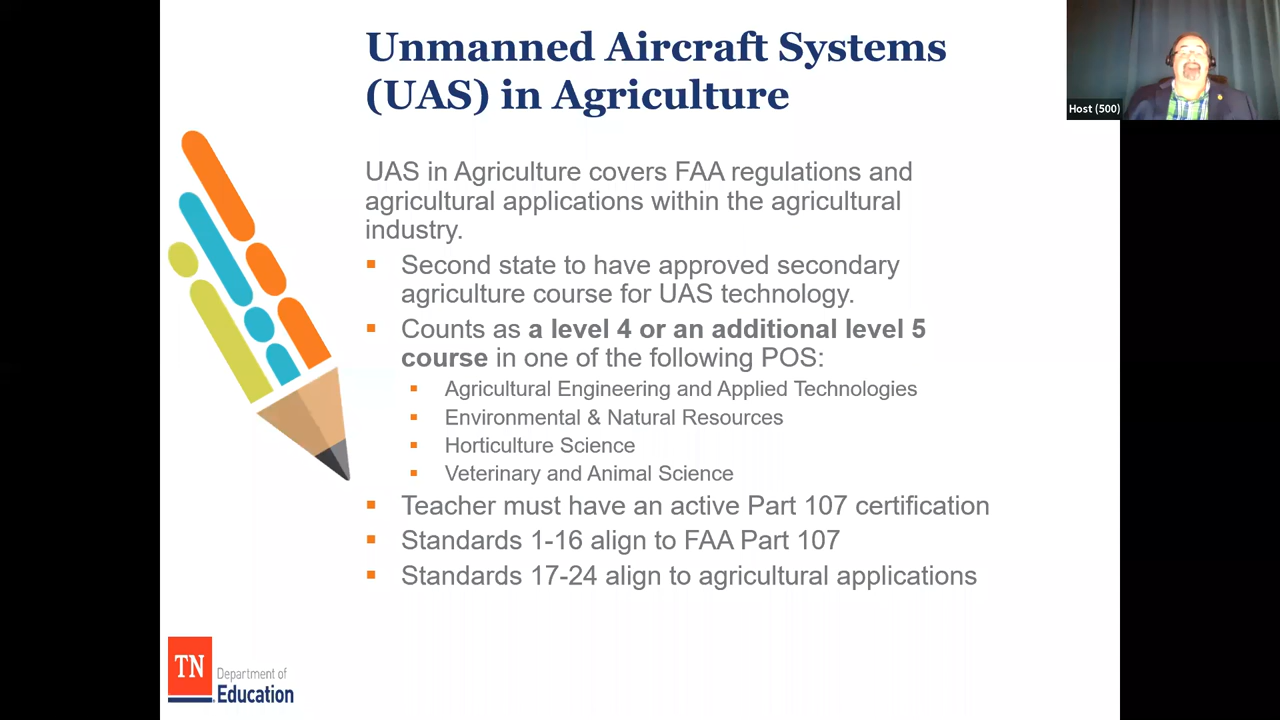 Unmanned Aircraft Systems
(UAS) in Agriculture
Host (500)
UAS in Agriculture covers FAA regulations and
agricultural applications within the agricultural
industry.
▪ Second state to have approved secondary
agriculture course for UAS technology.
▪ Counts as a level 4 or an additional level 5
course in one of the following POS:
▪ Agricultural Engineering and Applied Technologies
▪ Environmental & Natural Resources
▪ Horticulture Science
▪ Veterinary and Animal Science
▪ Teacher must have an active Part 107 certification
▪ Standards 1-16 align to FAA Part 107
▪ Standards 17-24 align to agricultural applications
TN
Department of
Education